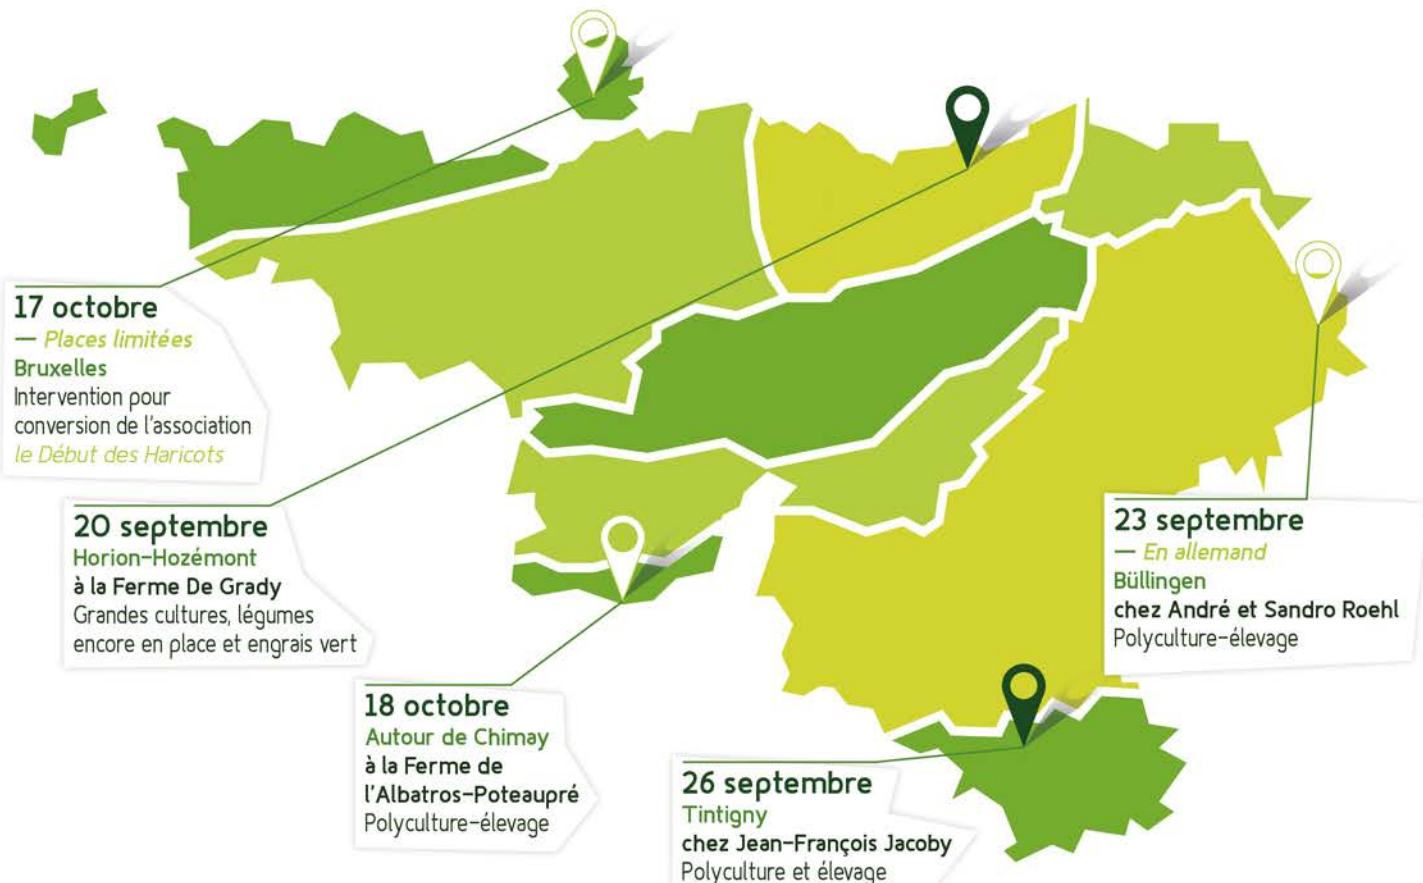 17 octobre
— Places limitées
Bruxelles
Intervention pour
conversion de l'association
le Début des Haricots
20 septembre
Horion-Hozémont
à la Ferme De Grady
Grandes cultures, légumes
encore en place et engrais vert
18 octobre
Autour de Chimay
à la Ferme de
l'Albatros-Poteaupré
Polyculture-élevage
26 septembre
Tintigny
chez Jean-François Jacoby
Polyculture et élevage
23 septembre
— En allemand
Büllingen
chez André et Sandro Roehl
Polyculture-élevage